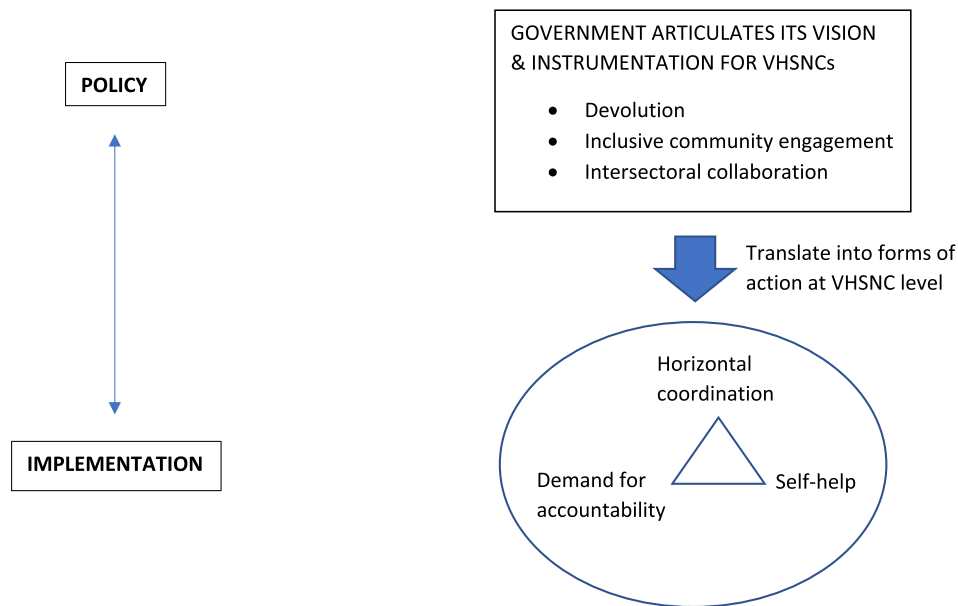 POLICY
IMPLEMENTATION
GOVERNMENT ARTICULATES ITS VISION
& INSTRUMENTATION FOR VHSNCs
• Devolution
• Inclusive community engagement
• Intersectoral collaboration
Translate into forms of
action at VHSNC level
Horizontal
coordination
Demand for
accountability
Self-help